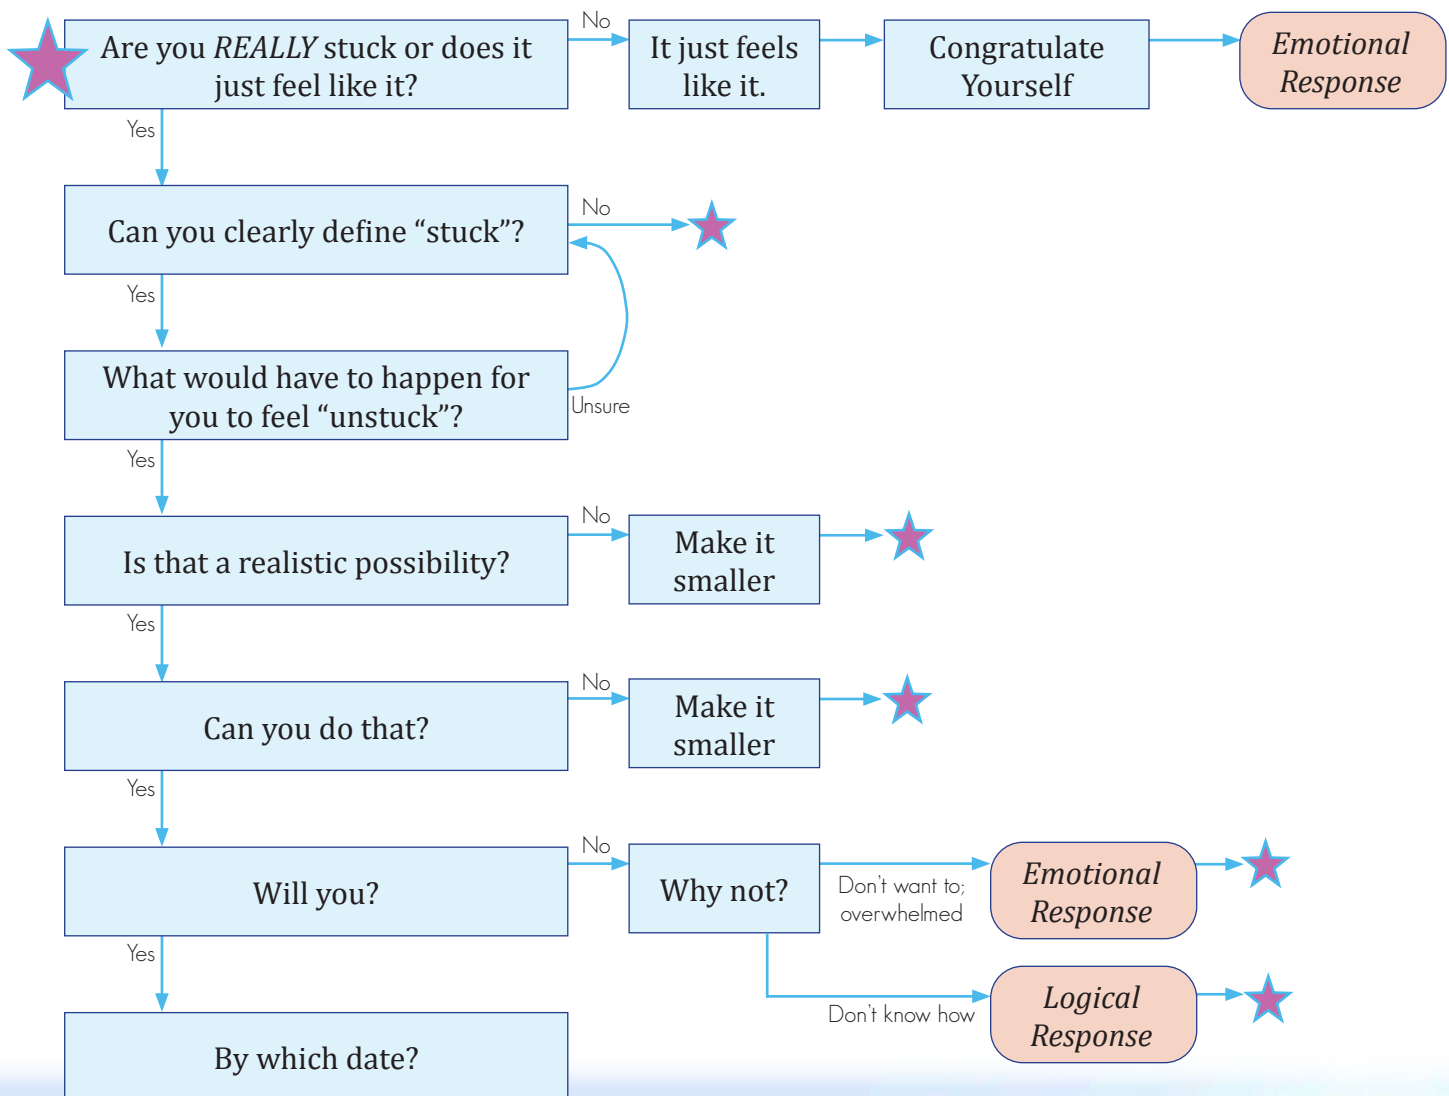 Are you REALLY stuck or does it
just feel like it?
No
It just feels
like it.
Congratulate
Yourself
Emotional
Response
Yes
Can you clearly define “stuck”?
No
Yes
What would have to happen for
you to feel “unstuck”?
Unsure
Yes
Is that a realistic possibility?
No
Make it
smaller
Yes
Can you do that?
No
Make it
smaller
Yes
Will you?
No
Why not?
Don't want to;
overwhelmed
Emotional
Response
Don't know how
Logical
Response
Yes
By which date?